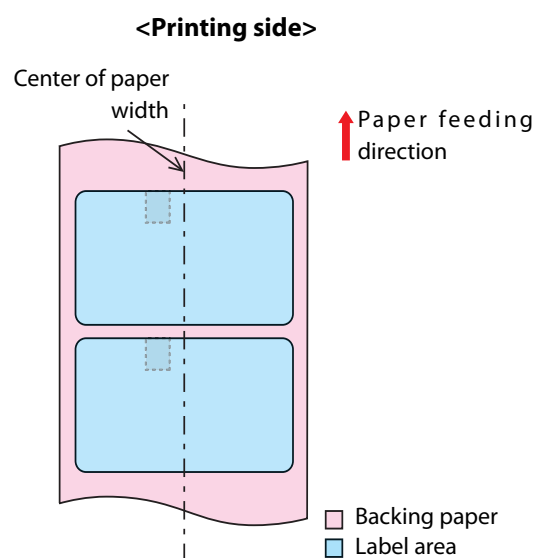 <Printing side>
Center of paper
width
Paper feeding
direction
Backing paper
Label area